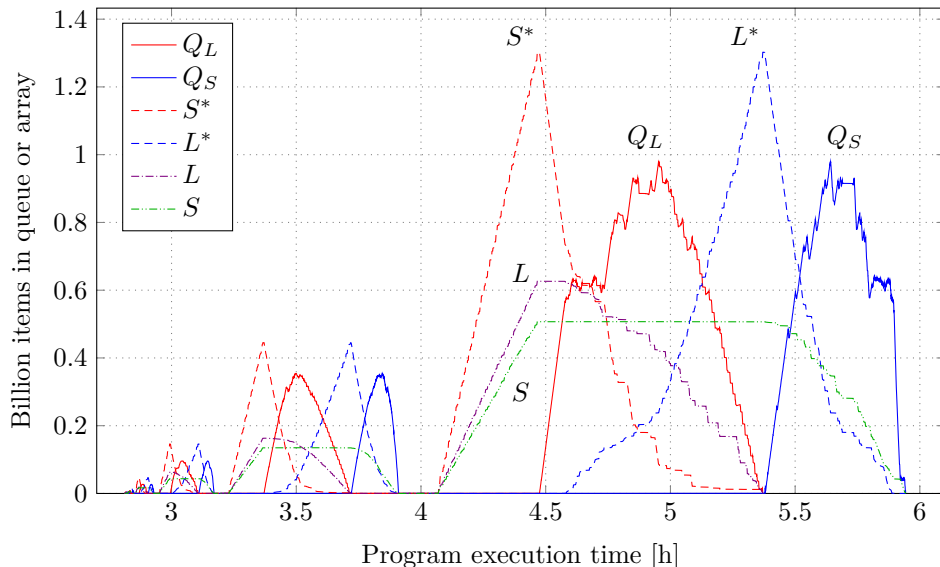 1.4
1.2
1
0.8
0.6
0.4
0.2
0
Billion items in queue or array
Q_L
Q_S
S*
L*
L
S
S*
L*
Q_L
Q_S
L
S
3 3.5 4 4.5 5 5.5 6
Program execution time [h]